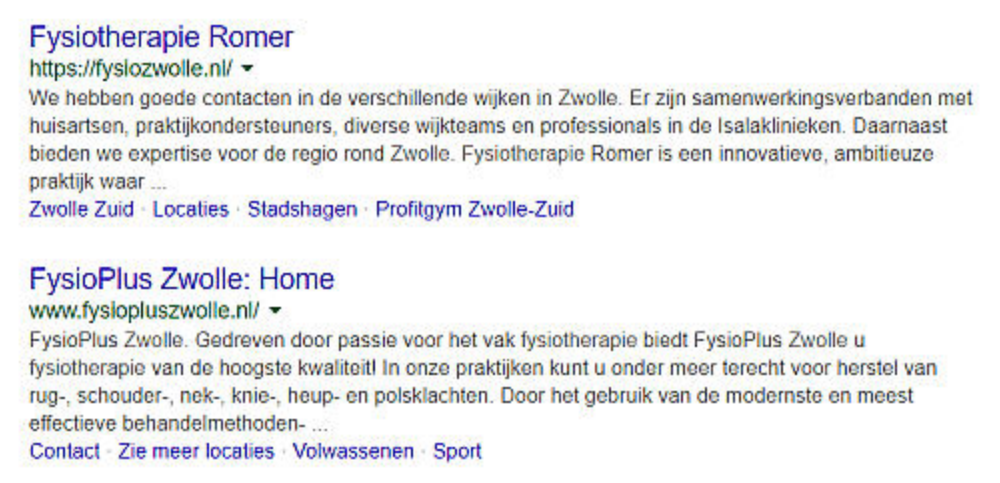 Fysiotherapie Romer
https://fysiozwolle.nl/
We hebben goede contacten in de verschillende wijken in Zwolle. Er zijn samenwerkingsverbanden met
huisartsen, praktijkondersteuners, diverse wijkteams en professionals in de Isalaklinieken. Daarnaast
bieden we expertise voor de regio rond Zwolle. Fysiotherapie Romer is een innovatieve, ambitieuze
praktijk waar ...
Zwolle Zuid · Locaties · Stadshagen · Profitgym Zwolle-Zuid
FysioPlus Zwolle: Home
www.fysiopluszwolle.nl/
FysioPlus Zwolle. Gedreven door passie voor het vak fysiotherapie biedt FysioPlus Zwolle u
fysiotherapie van de hoogste kwaliteit! In onze praktijken kunt u onder meer terecht voor herstel van
rug-, schouder-, nek-, knie-, heup- en polsklachten. Door het gebruik van de modernste en meest
effectieve behandelmethoden- ...
Contact · Zie meer locaties · Volwassenen · Sport